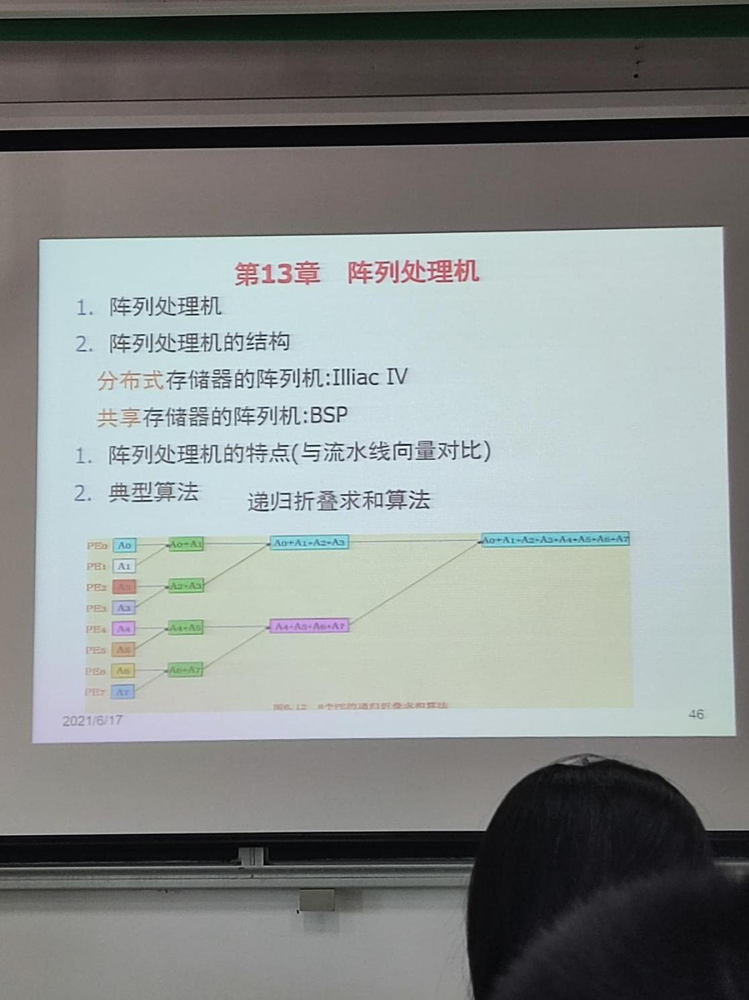 第13章 阵列处理机
1. 阵列处理机
2. 阵列处理机的结构
分布式存储器的阵列机:Illiac IV
共享存储器的阵列机:BSP
1. 阵列处理机的特点(与流水线向量对比)
2. 典型算法 递归折叠求和算法
PE0 A0 A0+A1 A0+A1+A2+A3 A0+A1+A2+A3+A4+A5+A6+A7
PE1 A1
PE2 A2 A2+A3
PE3 A3
PE4 A4 A4+A5 A4+A5+A6+A7
PE5 A5
PE6 A6 A6+A7
PE7 A7
图6.12 8个PE的递归折叠求和算法
2021/6/17 46